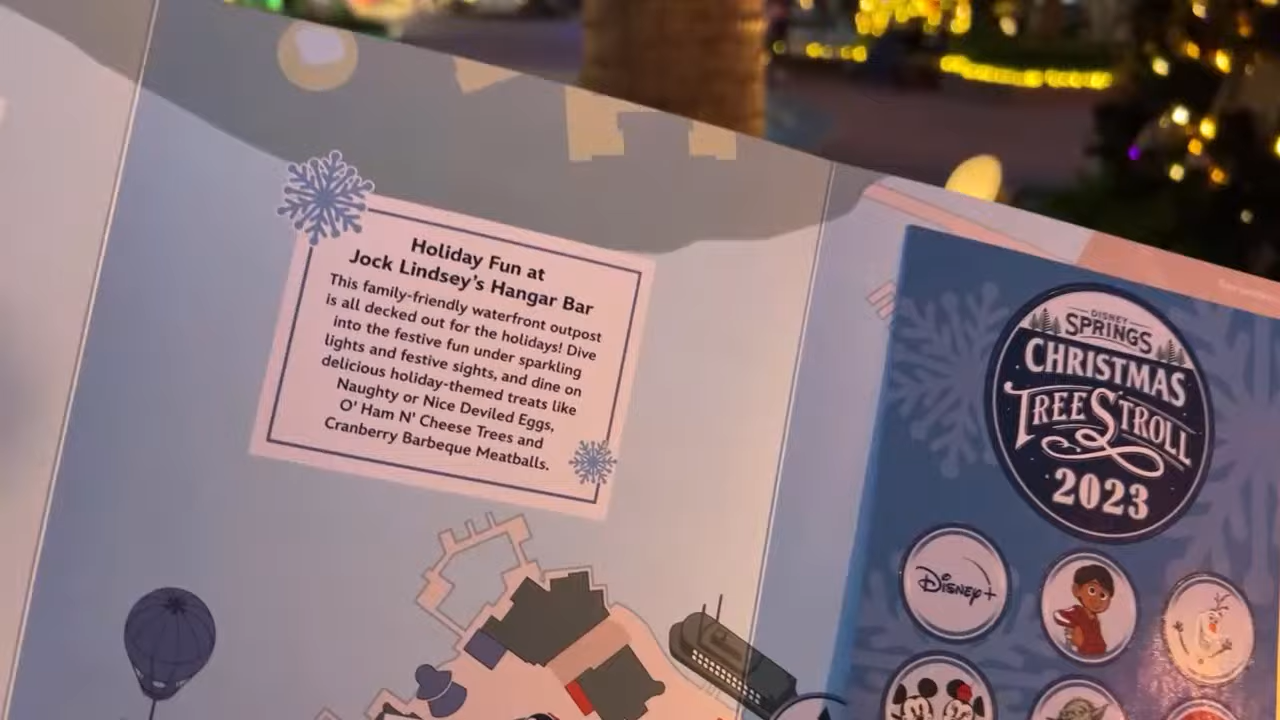 Holiday Fun at
Jock Lindsey's Hangar Bar
This family-friendly waterfront outpost
is all decked out for the holidays! Dive
into the festive fun under sparkling
lights and festive sights, and dine on
delicious holiday-themed treats like
Naughty or Nice Deviled Eggs,
O' Ham N' Cheese Trees and
Cranberry Barbeque Meatballs.
DISNEY
SPRINGS
CHRISTMAS
TREE STROLL
2023
Disney+